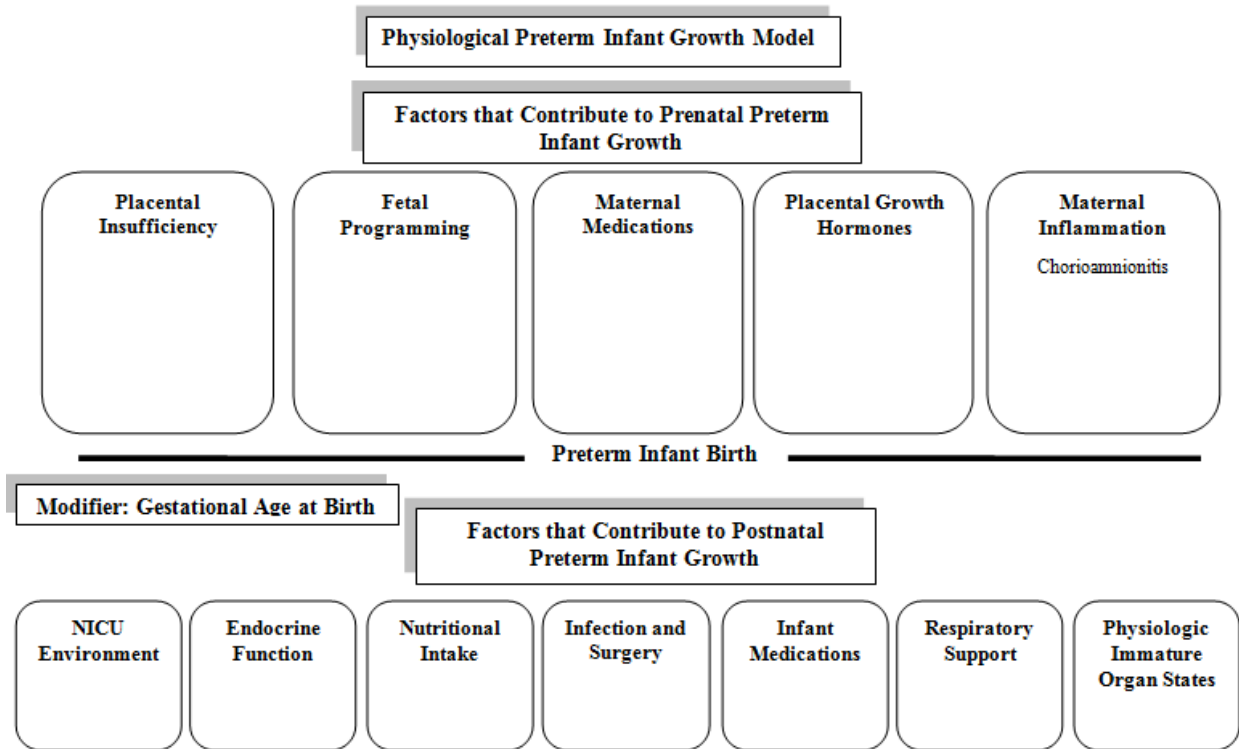 Physiological Preterm Infant Growth Model
Factors that Contribute to Prenatal Preterm
Infant Growth
Placental
Insufficiency
Fetal
Programming
Maternal
Medications
Placental Growth
Hormones
Maternal
Inflammation
Chorioamnionitis
Preterm Infant Birth
Modifier: Gestational Age at Birth
Factors that Contribute to Postnatal
Preterm Infant Growth
NICU
Environment
Endocrine
Function
Nutritional
Intake
Infection and
Surgery
Infant
Medications
Respiratory
Support
Physiologic
Immature
Organ States